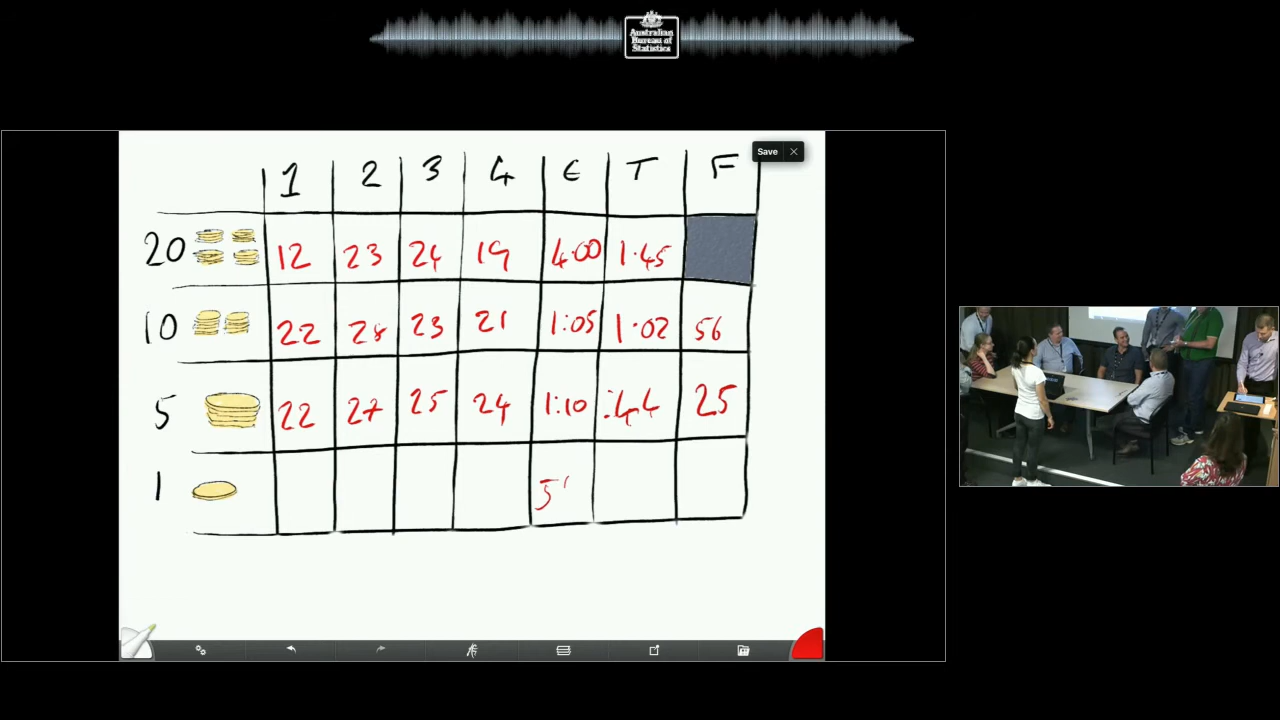 Australian
Bureau of
Statistics
Save
1 2 3 4 E T F
20 12 23 24 19 4.00 1.45
10 22 28 23 21 1:05 1.02 56
5 22 27 25 24 1:10 :44 25
1